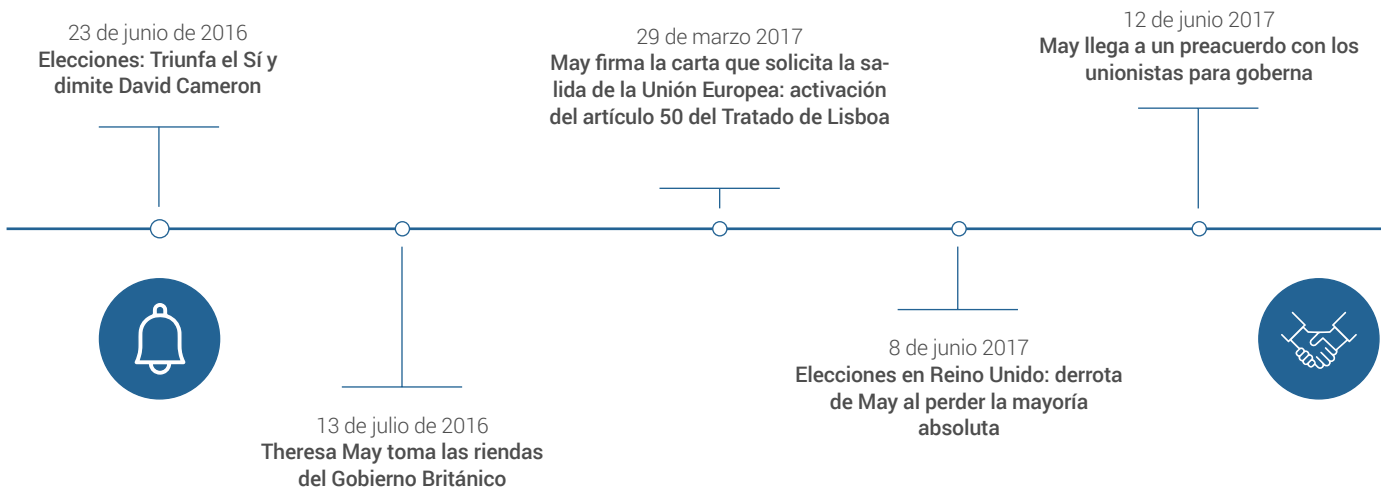 23 de junio de 2016
Elecciones: Triunfa el Sí y
dimite David Cameron
13 de julio de 2016
Theresa May toma las riendas
del Gobierno Británico
29 de marzo 2017
May firma la carta que solicita la sa-
lida de la Unión Europea: activación
del artículo 50 del Tratado de Lisboa
8 de junio 2017
Elecciones en Reino Unido: derrota
de May al perder la mayoría
absoluta
12 de junio 2017
May llega a un preacuerdo con los
unionistas para goberna